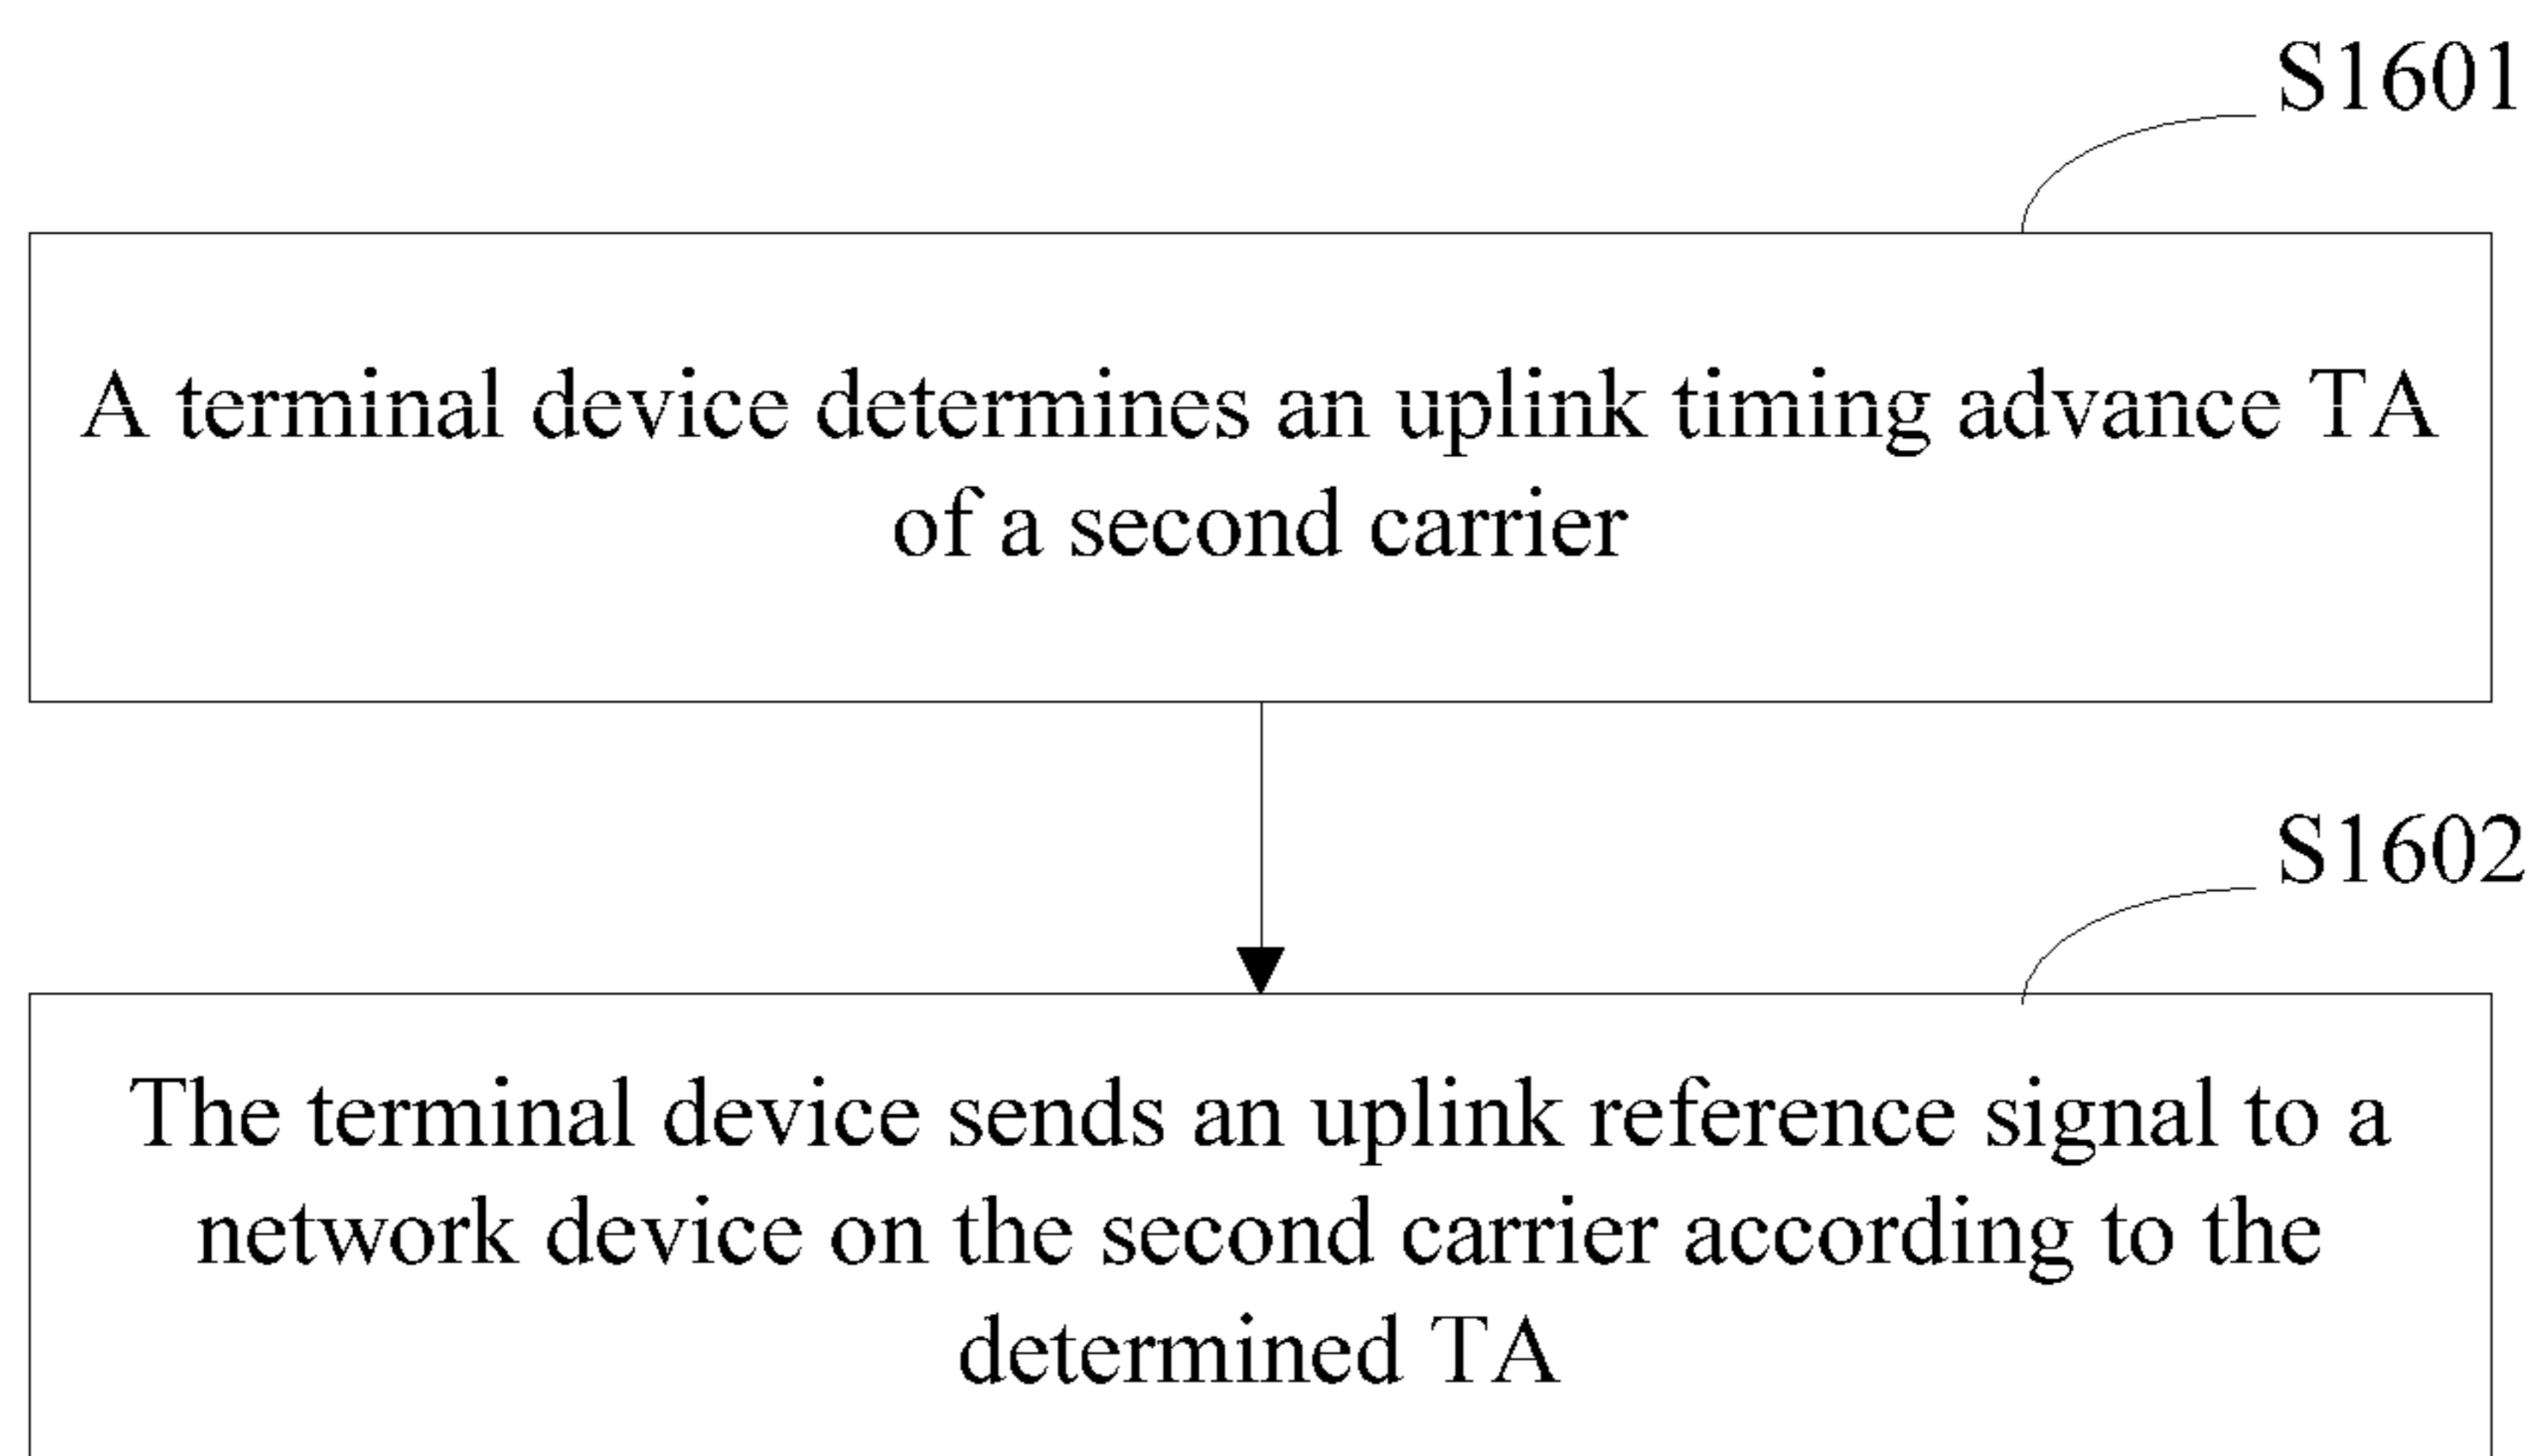 S1601
A terminal device determines an uplink timing advance TA
of a second carrier
S1602
The terminal device sends an uplink reference signal to a
network device on the second carrier according to the
determined TA